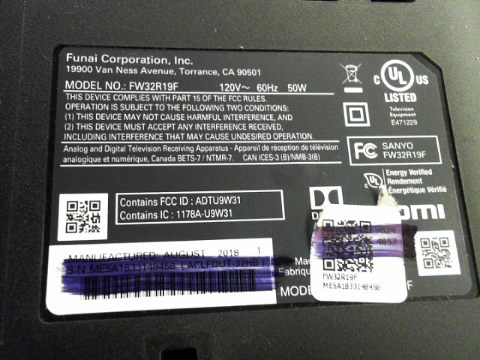 Funai Corporation, Inc.
19900 Van Ness Avenue, Torrance, CA 90501
MODEL NO.: FW32R19F 120V~ 60Hz 50W
THIS DEVICE COMPLIES WITH PART 15 OF THE FCC RULES.
OPERATION IS SUBJECT TO THE FOLLOWING TWO CONDITIONS:
(1) THIS DEVICE MAY NOT CAUSE HARMFUL INTERFERENCE, AND
(2) THIS DEVICE MUST ACCEPT ANY INTERFERENCE RECEIVED,
INCLUDING INTERFERENCE THAT MAY CAUSE UNDESIRED OPERATION.
Analog and Digital Television Receiving Apparatus - Appareil de réception de télévision
analogique et numérique, Canada BETS-7 / NTMR-7. CAN ICES-3 (B)/NMB-3(B)
C UL US
LISTED
Television
Equipment
E471229
FC SANYO
FW32R19F
Energy Verified
Rendement
Énergétique Vérifié
Contains FCC ID : ADTU9W31
Contains IC : 1178A-U9W31
MANUFACTURED AUGUST 2018
S/N ME5A1833148456
FW32R19F
ME5A1833148456